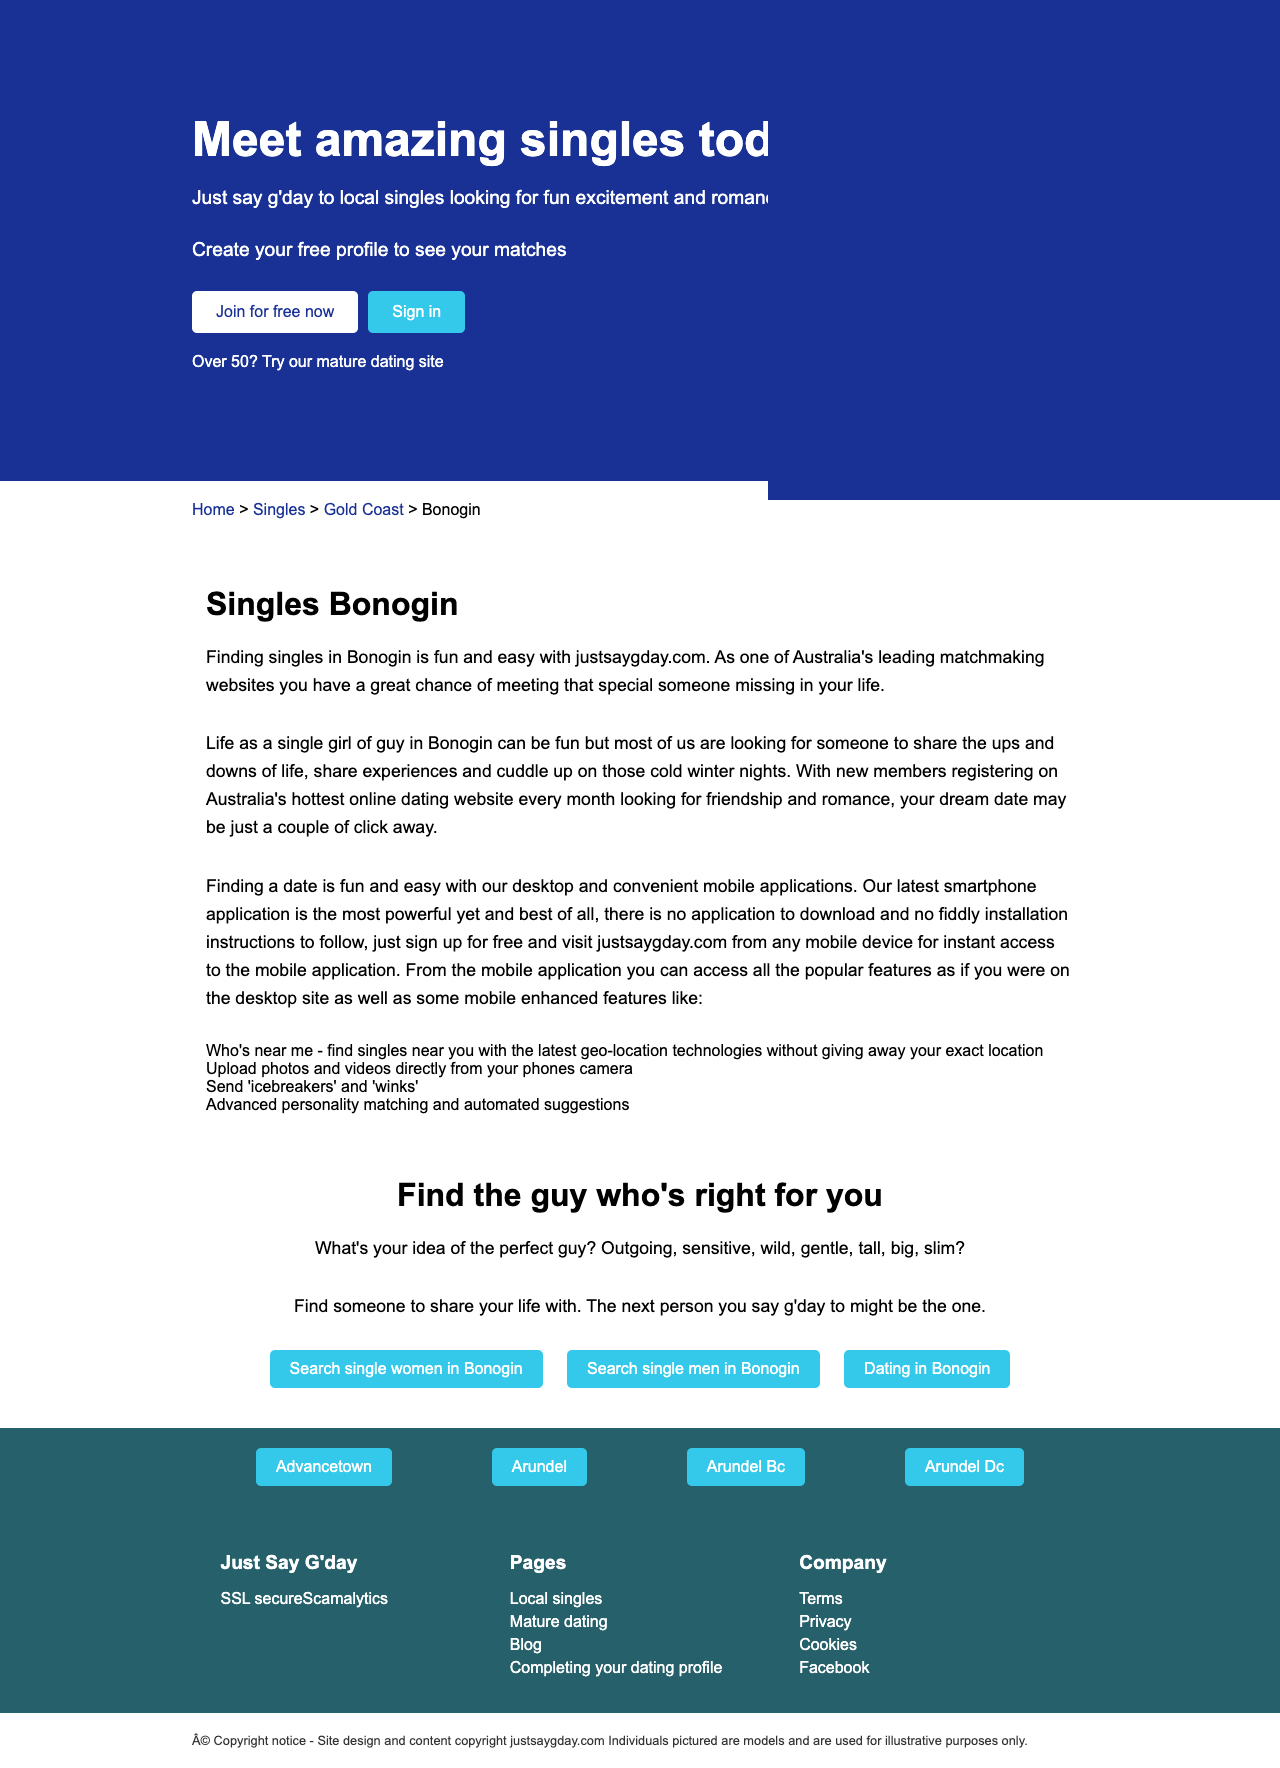 Meet amazing singles tod
Just say g'day to local singles looking for fun excitement and roman
Create your free profile to see your matches
Join for free now
Sign in
Over 50? Try our mature dating site
Home > Singles > Gold Coast > Bonogin
Singles Bonogin
Finding singles in Bonogin is fun and easy with justsaygday.com. As one of Australia's leading matchmaking
websites you have a great chance of meeting that special someone missing in your life.
Life as a single girl of guy in Bonogin can be fun but most of us are looking for someone to share the ups and
downs of life, share experiences and cuddle up on those cold winter nights. With new members registering on
Australia's hottest online dating website every month looking for friendship and romance, your dream date may
be just a couple of click away.
Finding a date is fun and easy with our desktop and convenient mobile applications. Our latest smartphone
application is the most powerful yet and best of all, there is no application to download and no fiddly installation
instructions to follow, just sign up for free and visit justsaygday.com from any mobile device for instant access
to the mobile application. From the mobile application you can access all the popular features as if you were on
the desktop site as well as some mobile enhanced features like:
Who's near me - find singles near you with the latest geo-location technologies without giving away your exact location
Upload photos and videos directly from your phones camera
Send 'icebreakers' and 'winks'
Advanced personality matching and automated suggestions
Find the guy who's right for you
What's your idea of the perfect guy? Outgoing, sensitive, wild, gentle, tall, big, slim?
Find someone to share your life with. The next person you say g'day to might be the one.
Search single women in Bonogin
Search single men in Bonogin
Dating in Bonogin
Advancetown
Arundel
Arundel Bc
Arundel Dc
Just Say G'day
SSL secureScamalytics
Pages
Local singles
Mature dating
Blog
Completing your dating profile
Company
Terms
Privacy
Cookies
Facebook
Â© Copyright notice - Site design and content copyright justsaygday.com Individuals pictured are models and are used for illustrative purposes only.